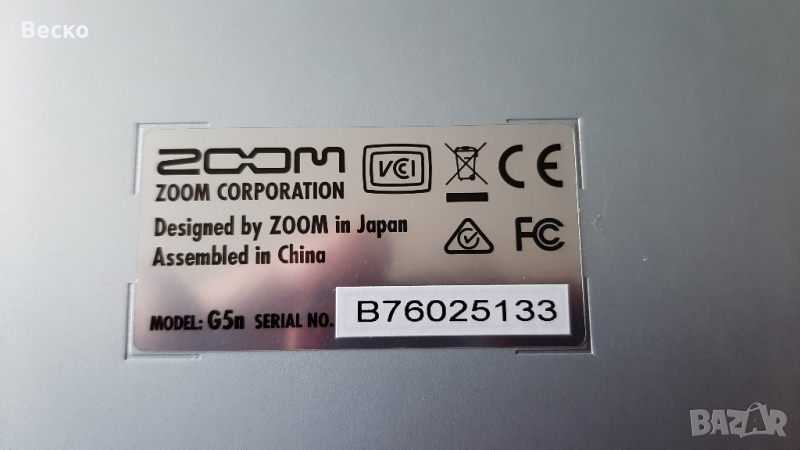 Веско
ZOOM
ZOOM CORPORATION
VCI
CE
Designed by ZOOM in Japan
Assembled in China
FC
MODEL: G5n SERIAL NO. B76025133
BAZAR